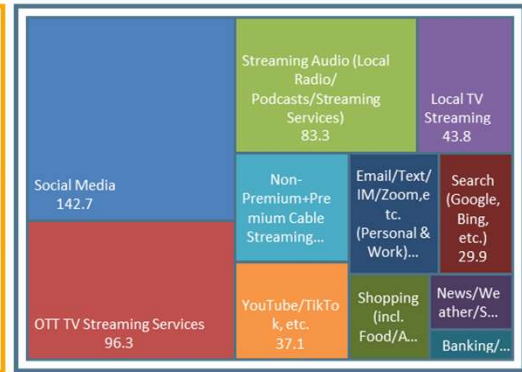 Social Media
142.7
OTT TV Streaming Services
96.3
Streaming Audio (Local
Radio/
Podcasts/Streaming
Services)
83.3
Local TV
Streaming
43.8
Non-
Premium+Pre
mium Cable
Streaming...
YouTube/TikTo
k, etc.
37.1
Email/Text/
IM/Zoom,e
tc.
(Personal &
Work)...
Search
(Google,
Bing,
etc.)
29.9
Shopping
(incl.
Food/A...
News/We
ather/S...
Banking/...